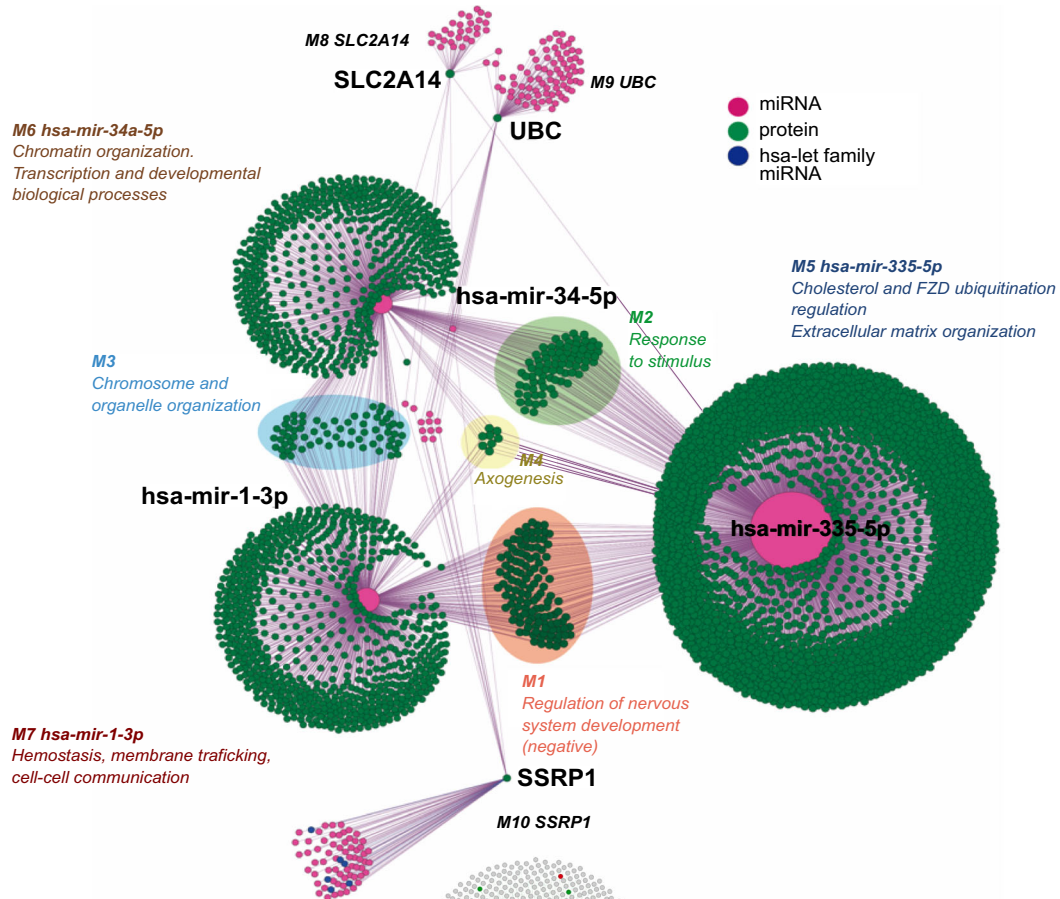 M8 SLC2A14
SLC2A14
M9 UBC
UBC
miRNA
protein
hsa-let family
miRNA
M6 hsa-mir-34a-5p
Chromatin organization.
Transcription and developmental
biological processes
M5 hsa-mir-335-5p
Cholesterol and FZD ubiquitination
regulation
Extracellular matrix organization
hsa-mir-34-5p
M2
Response
to stimulus
M3
Chromosome and
organelle organization
M4
Axogenesis
hsa-mir-1-3p
hsa-mir-335-5p
M1
Regulation of nervous
system development
(negative)
M7 hsa-mir-1-3p
Hemostasis, membrane traficking,
cell-cell communication
SSRP1
M10 SSRP1